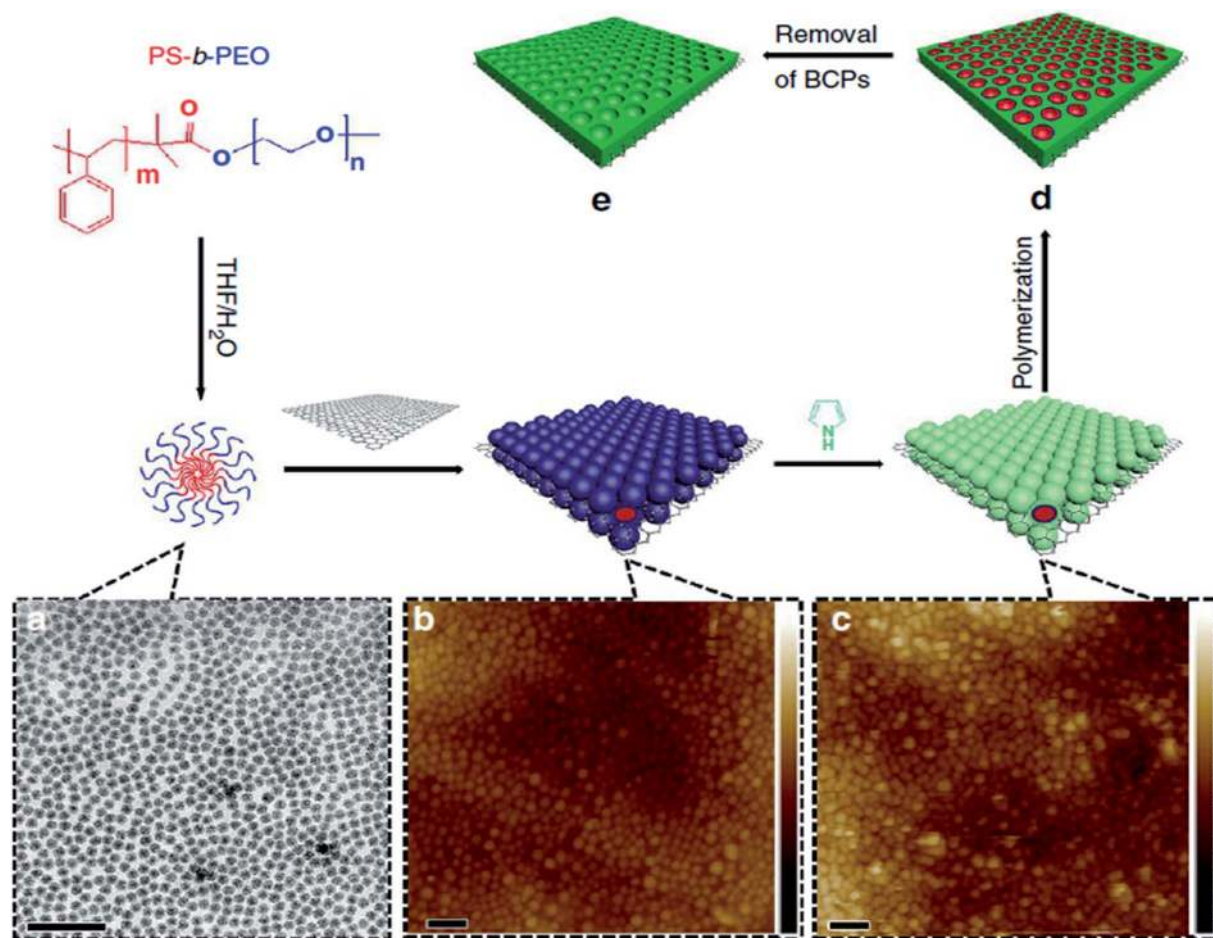 PS-b-PEO
O
O
O
m
n
THF/H₂O
N
H
Polymerization
Removal
of BCPs
d
e
a
b
c